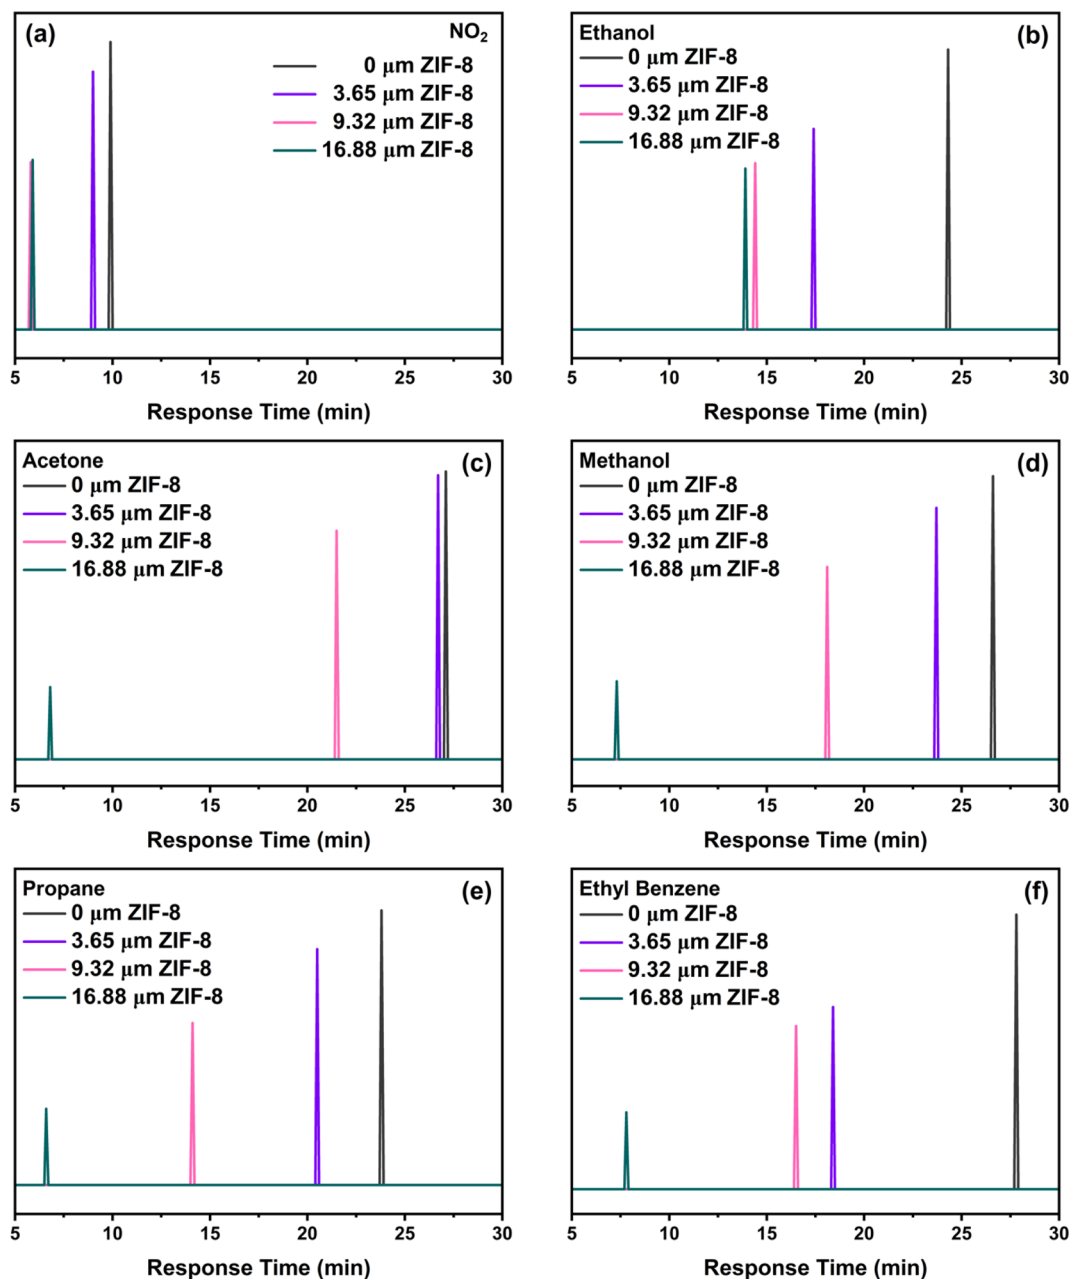 (a)
NO2
0 μm ZIF-8
3.65 μm ZIF-8
9.32 μm ZIF-8
16.88 μm ZIF-8
5 10 15 20 25 30
Response Time (min)
Ethanol
(b)
0 μm ZIF-8
3.65 μm ZIF-8
9.32 μm ZIF-8
16.88 μm ZIF-8
5 10 15 20 25 30
Response Time (min)
Acetone
(c)
0 μm ZIF-8
3.65 μm ZIF-8
9.32 μm ZIF-8
16.88 μm ZIF-8
5 10 15 20 25 30
Response Time (min)
Methanol
(d)
0 μm ZIF-8
3.65 μm ZIF-8
9.32 μm ZIF-8
16.88 μm ZIF-8
5 10 15 20 25 30
Response Time (min)
Propane
(e)
0 μm ZIF-8
3.65 μm ZIF-8
9.32 μm ZIF-8
16.88 μm ZIF-8
5 10 15 20 25 30
Response Time (min)
Ethyl Benzene
(f)
0 μm ZIF-8
3.65 μm ZIF-8
9.32 μm ZIF-8
16.88 μm ZIF-8
5 10 15 20 25 30
Response Time (min)